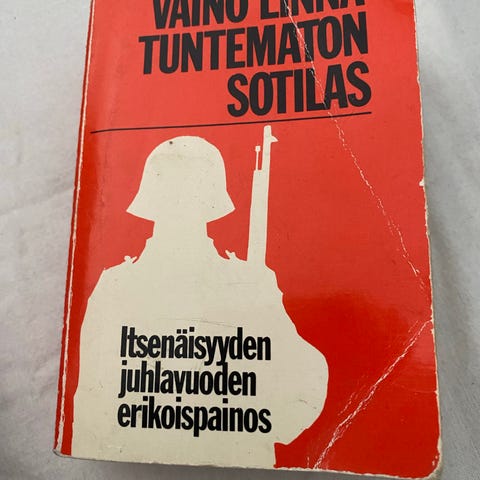 VÄINÖ LINNA
TUNTEMATON
SOTILAS
Itsenäisyyden
juhlavuoden
erikoispainos